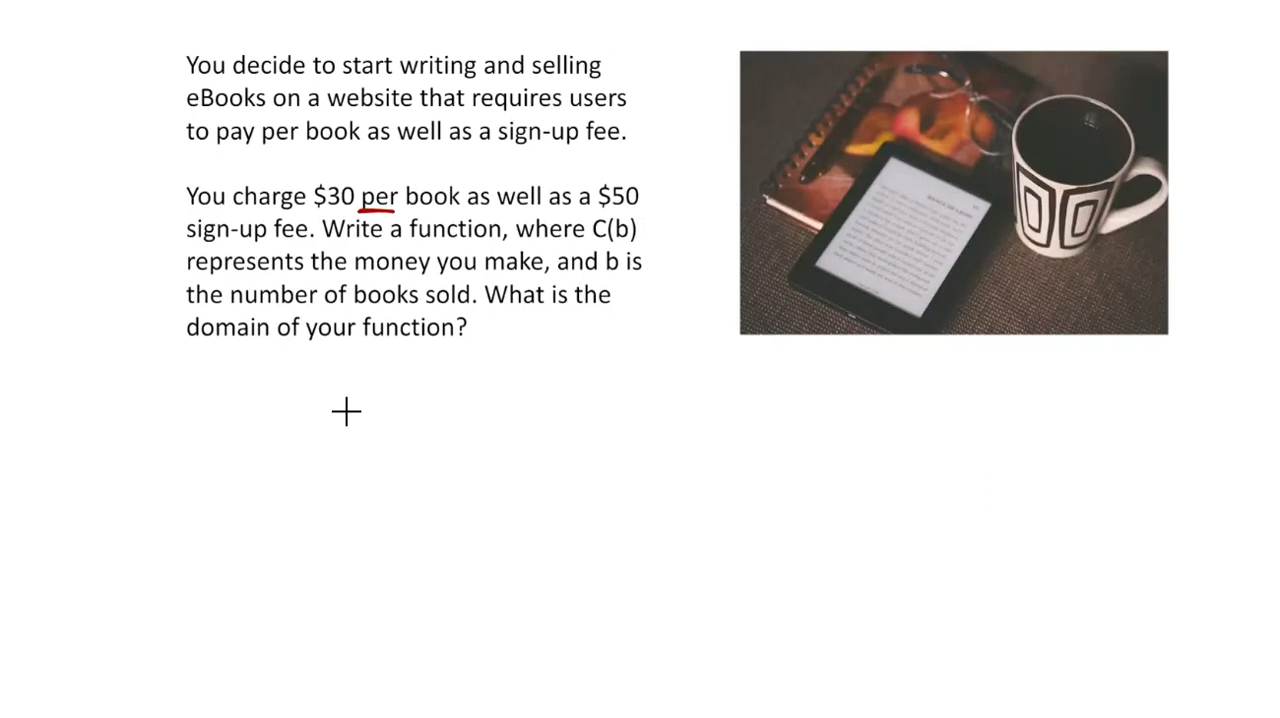 You decide to start writing and selling
eBooks on a website that requires users
to pay per book as well as a sign-up fee.
You charge $30 per book as well as a $50
sign-up fee. Write a function, where C(b)
represents the money you make, and b is
the number of books sold. What is the
domain of your function?